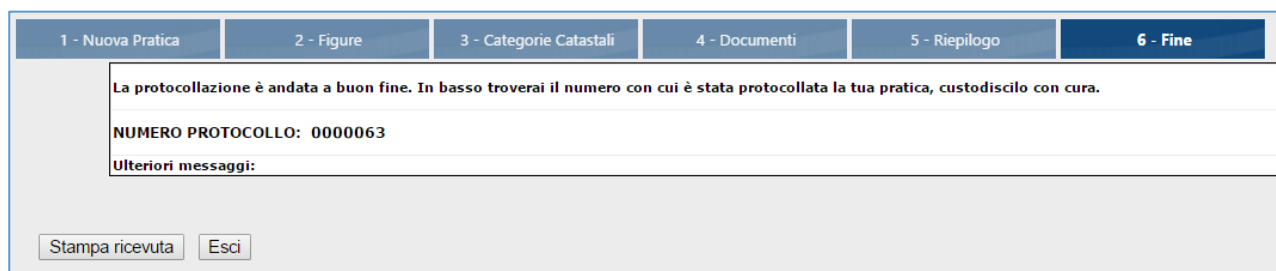 1 - Nuova Pratica 2 - Figure 3 - Categorie Catastali 4 - Documenti 5 - Riepilogo 6 - Fine
La protocollazione è andata a buon fine. In basso troverai il numero con cui è stata protocollata la tua pratica, custodiscilo con cura.
NUMERO PROTOCOLLO: 0000063
Ulteriori messaggi:
Stampa ricevuta Esci